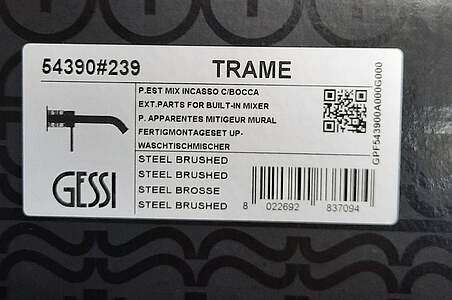 54390#239 TRAME
P.EST MIX INCASSO C/BOCCA
EXT.PARTS FOR BUILT-IN MIXER
P. APPARENTES MITIGEUR MURAL
FERTIGMONTAGESET UP-
WASCHTISCHMISCHER
STEEL BRUSHED
STEEL BRUSHED
STEEL BROSSE
STEEL BRUSHED
GESSI
8 022692 837094
GPF543900A000G000